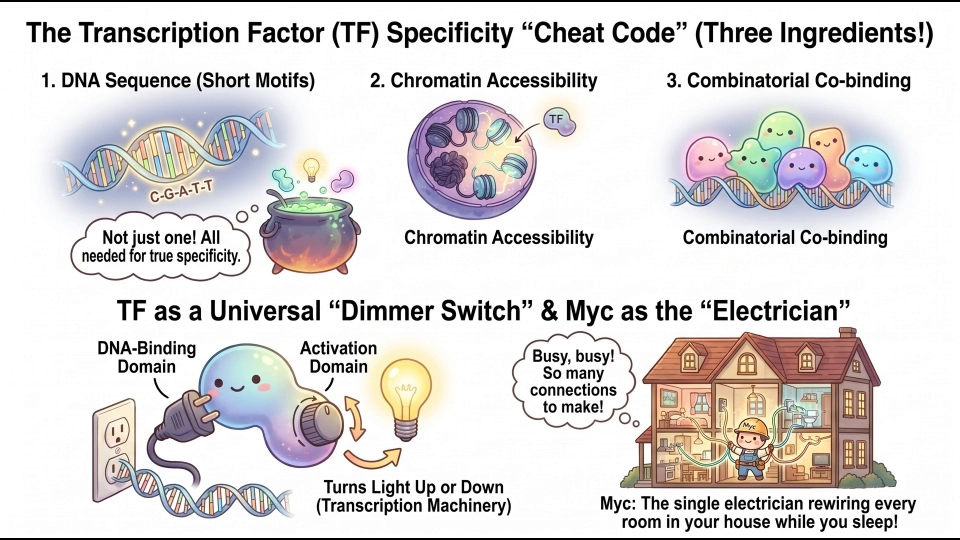 The Transcription Factor (TF) Specificity “Cheat Code” (Three Ingredients!)
1. DNA Sequence (Short Motifs)
2. Chromatin Accessibility
3. Combinatorial Co-binding
C-G-A-T-T
TF
Not just one! All
needed for true specificity.
Chromatin Accessibility
Combinatorial Co-binding
TF as a Universal “Dimmer Switch” & Myc as the “Electrician”
DNA-Binding
Domain
Activation
Domain
Turns Light Up or Down
(Transcription Machinery)
Busy, busy!
So many
connections
to make!
Myc
Myc: The single electrician rewiring every
room in your house while you sleep!